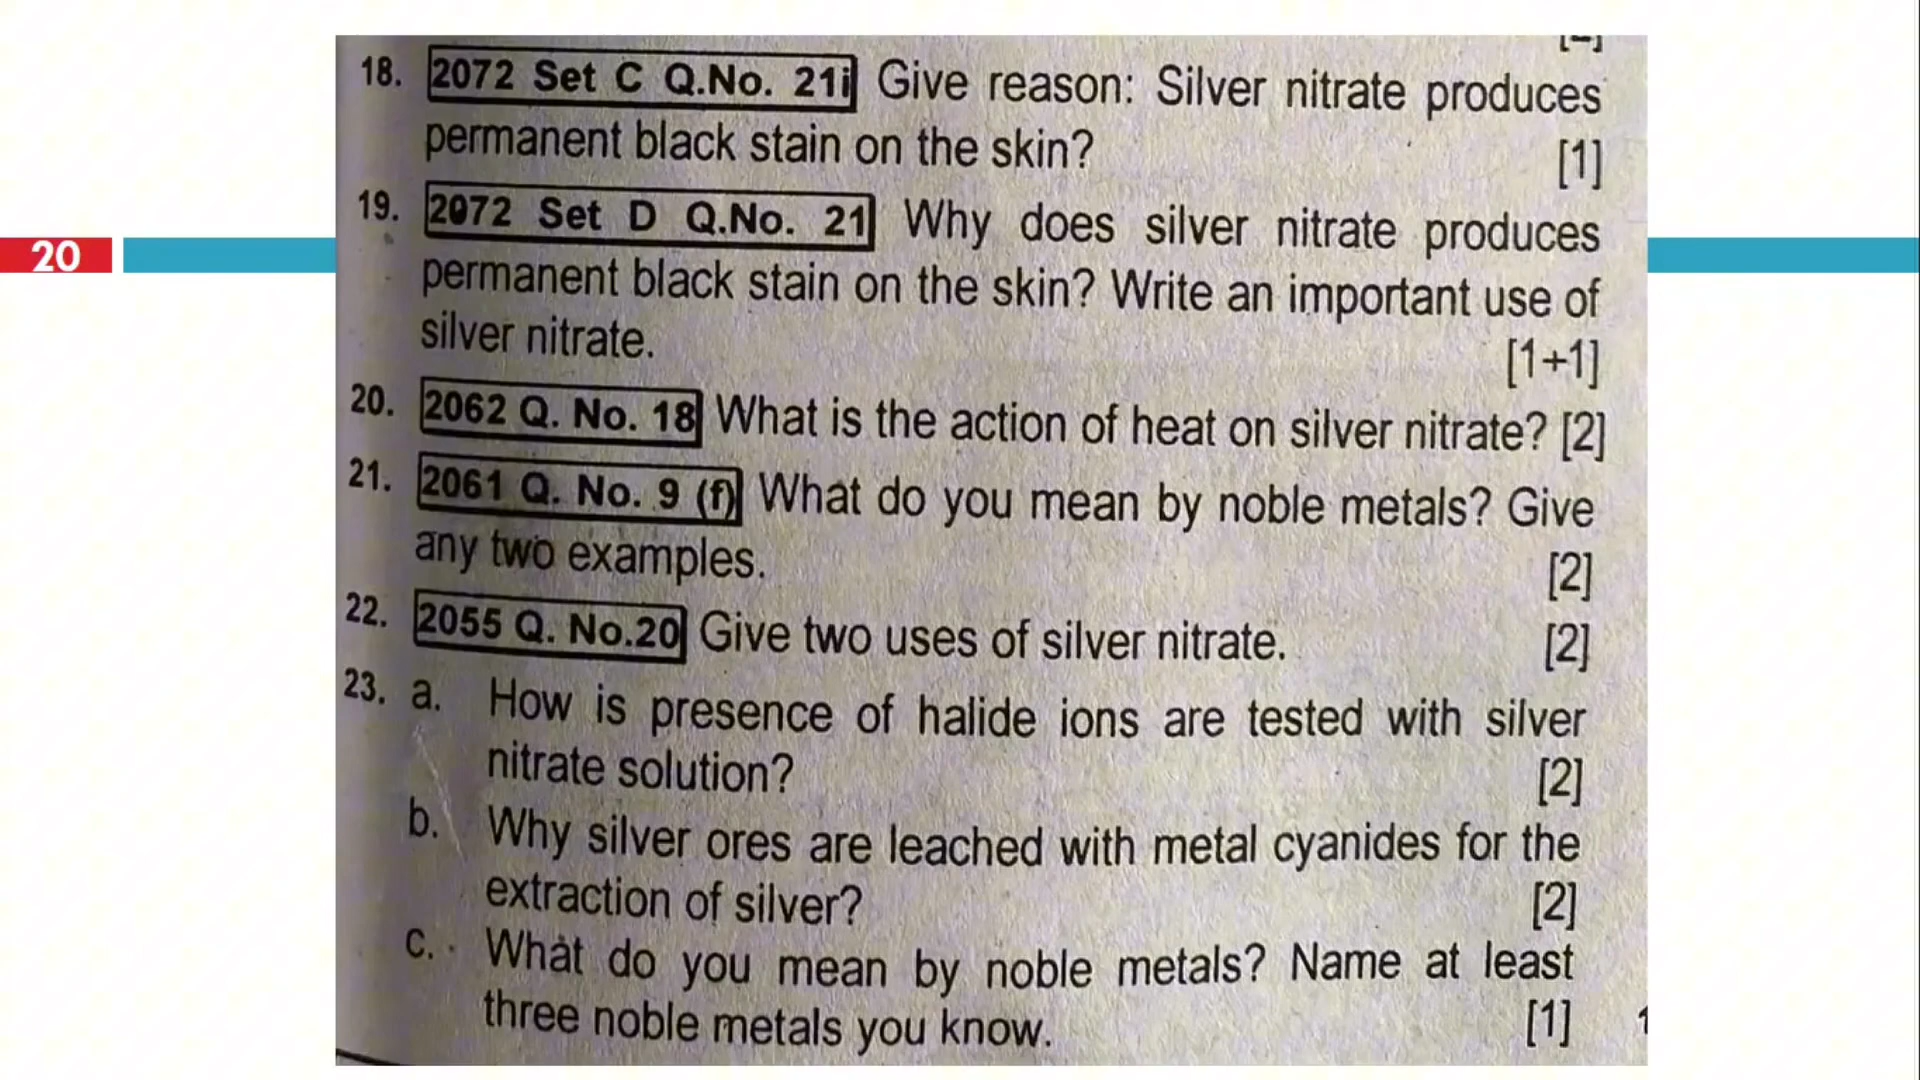 18. 2072 Set C Q.No. 21i Give reason: Silver nitrate produces
permanent black stain on the skin? [1]
19. 2072 Set D Q.No. 21 Why does silver nitrate produces
permanent black stain on the skin? Write an important use of
silver nitrate. [1+1]
20
20. 2062 Q. No. 18 What is the action of heat on silver nitrate? [2]
21. 2061 Q. No. 9 (f) What do you mean by noble metals? Give
any two examples. [2]
22. 2055 Q. No.20 Give two uses of silver nitrate. [2]
23. a. How is presence of halide ions are tested with silver
nitrate solution? [2]
b. Why silver ores are leached with metal cyanides for the
extraction of silver? [2]
c. What do you mean by noble metals? Name at least
three noble metals you know. [1]